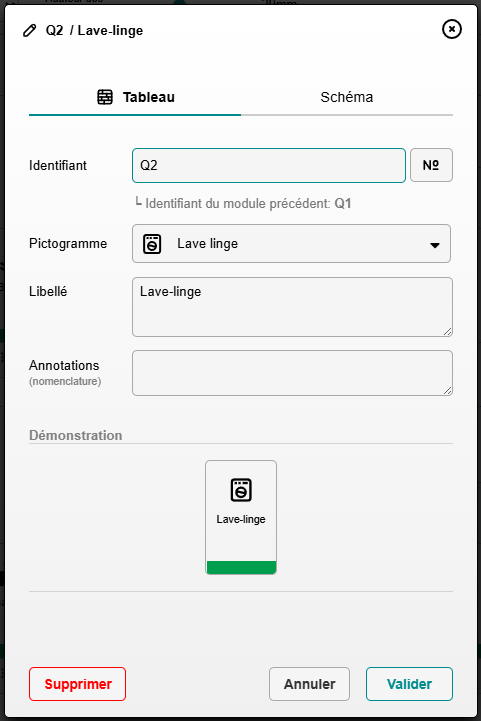 Q2 / Lave-linge
Tableau
Schéma
Identifiant
Q2
Nº
└ Identifiant du module précédent: Q1
Pictogramme
Lave linge
Libellé
Lave-linge
Annotations
(nomenclature)
Démonstration
Lave-linge
Supprimer
Annuler
Valider